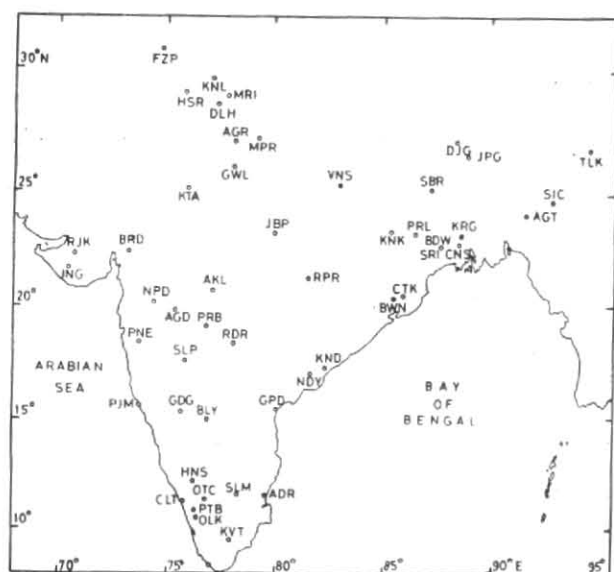 30°N
FZP
KNL
HSR
MRI
DLH
AGR
MPR
DJG
JPG
TLK
GWL
25°
KTA
VNS
SBR
SIC
AGT
JBP
RJK
BRD
KNK
PRL
KRG
BDW
SRI
CNS
JNG
RPR
AKL
NPD
CTK
20°
AGD
PRB
BWN
PNE
RDR
SLP
KND
NDY
ARABIAN
SEA
BAY
OF
BENGAL
PJM
GDG
BLY
GPD
15°
HNS
OTC
SLM
CLT
ADR
PTB
OLK
KVT
10°
70°
75°
80°
85°
90°E
95°